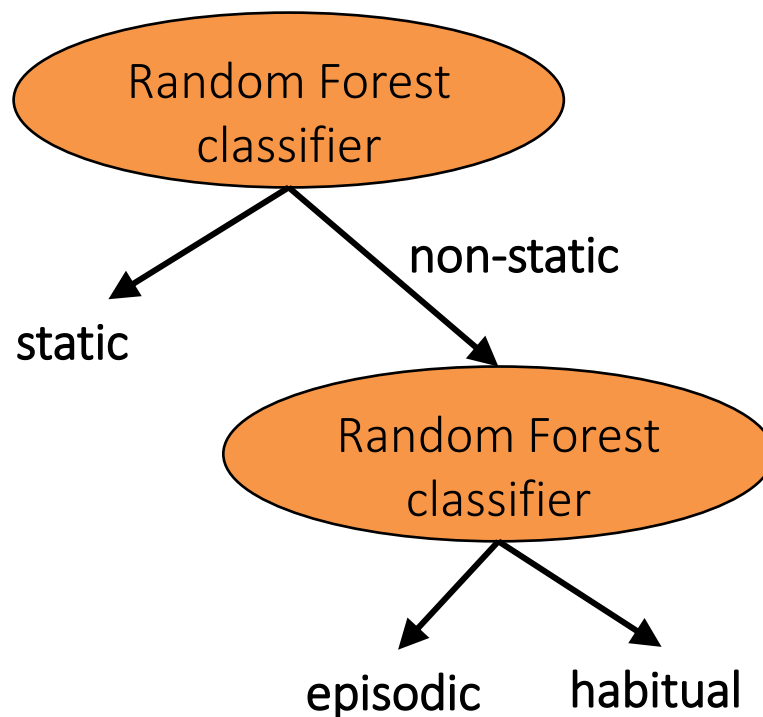 Random Forest
classifier
non-static
static
Random Forest
classifier
episodic
habitual